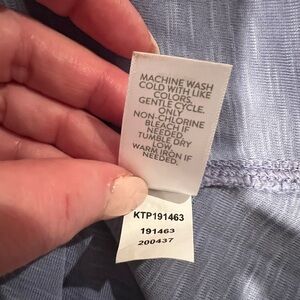 MACHINE WASH
COLD WITH LIKE
COLORS.
GENTLE CYCLE.
ONLY
NON-CHLORINE
BLEACH IF
NEEDED.
TUMBLE DRY
LOW.
WARM IRON IF
NEEDED.
KTP191463
191463
200437